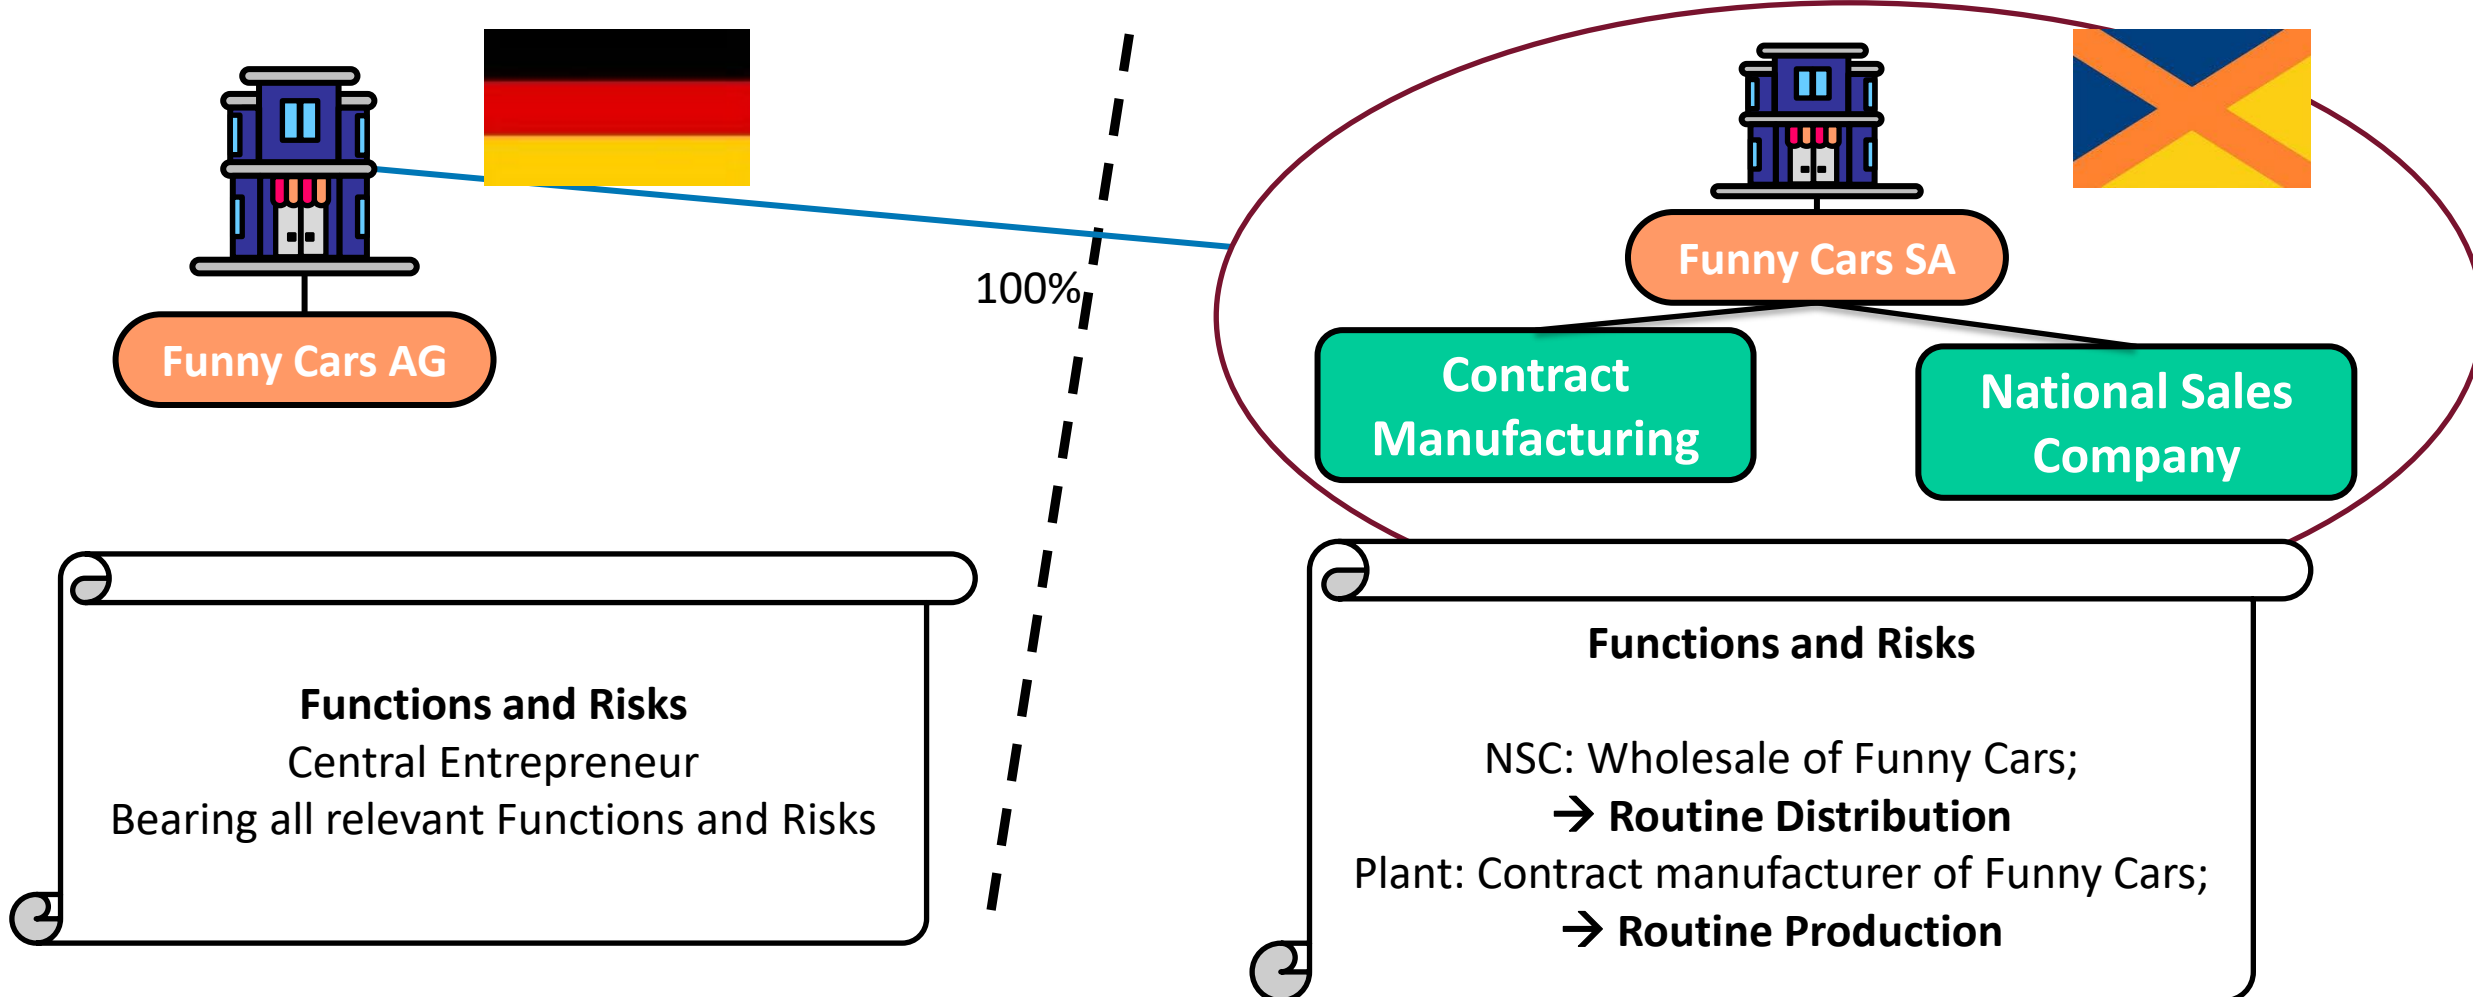 Funny Cars AG
100%
Funny Cars SA
Contract
Manufacturing
National Sales
Company
Functions and Risks
Central Entrepreneur
Bearing all relevant Functions and Risks
Functions and Risks
NSC: Wholesale of Funny Cars;
→ Routine Distribution
Plant: Contract manufacturer of Funny Cars;
→ Routine Production